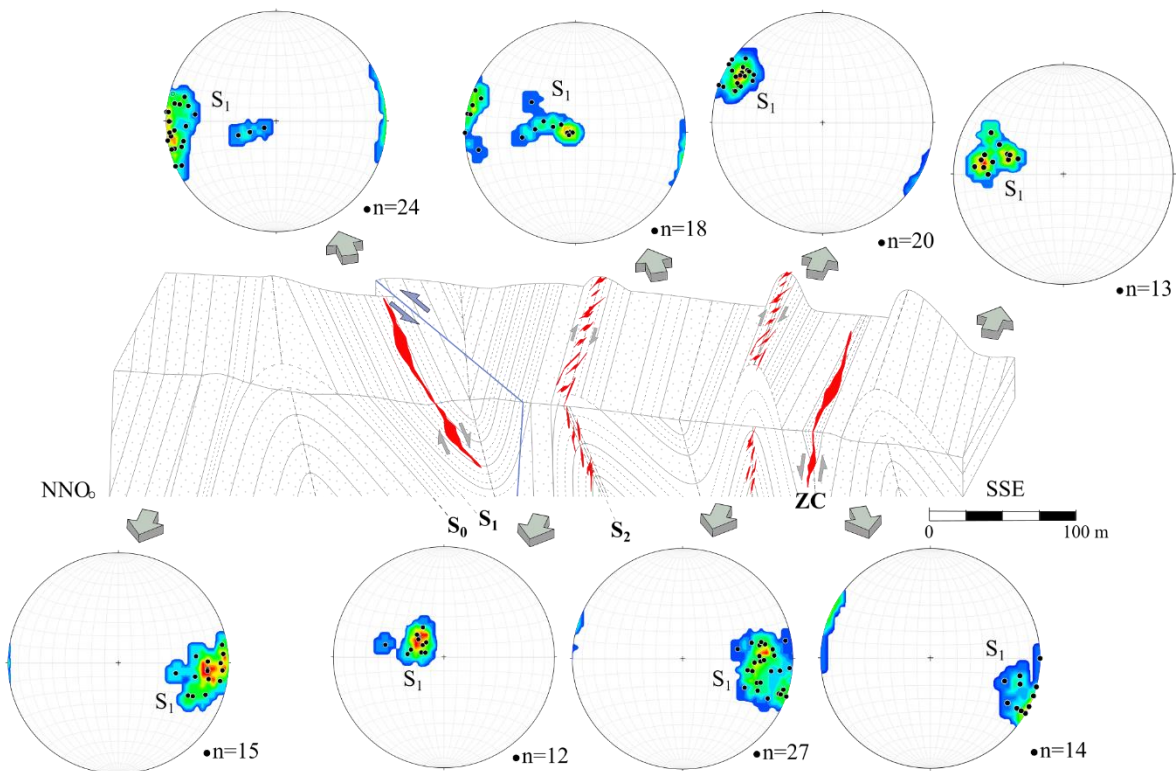 S1
S1
S1
S1
●n=24
●n=18
●n=20
●n=13
NNO
S0
S1
S2
ZC
SSE
0 100 m
S1
S1
S1
S1
●n=15
●n=12
●n=27
●n=14